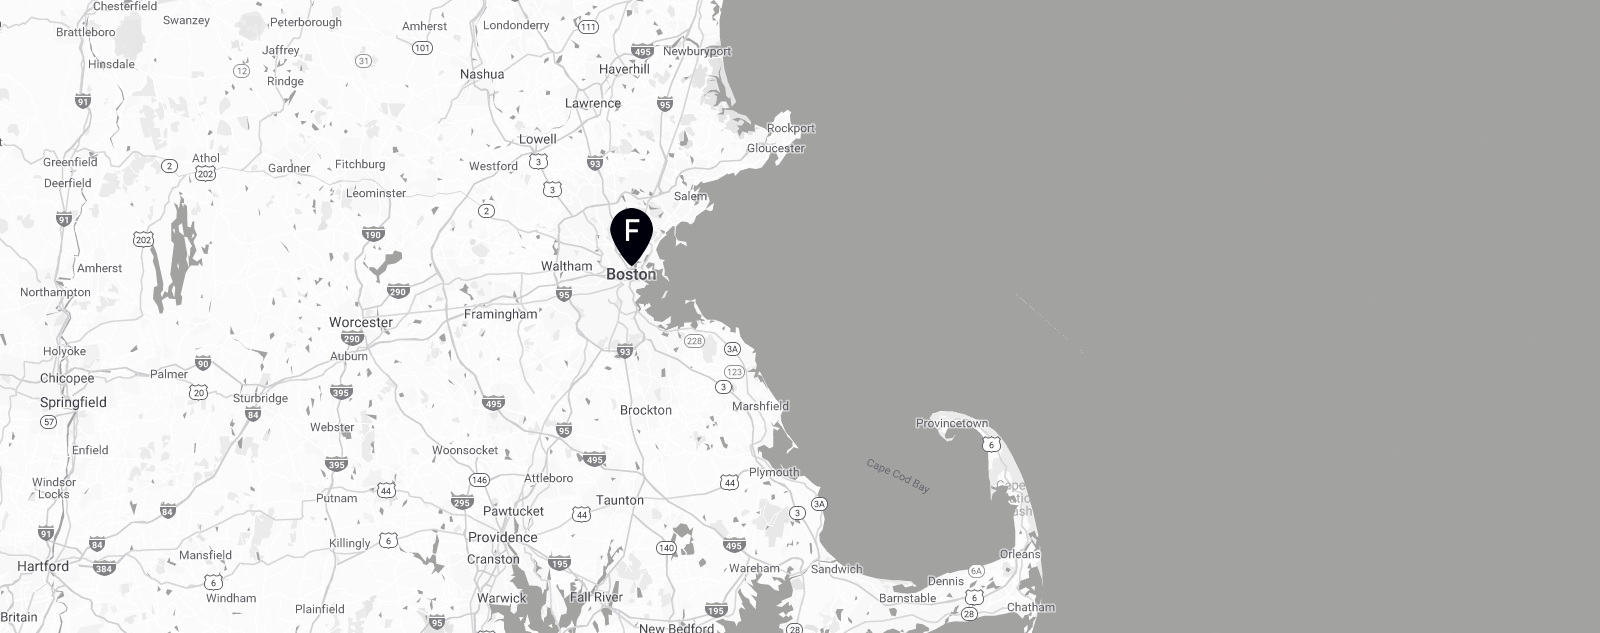 Chesterfield
Swanzey
Peterborough
Amherst
Londonderry
111
Brattleboro
101
495
Newburyport
Jaffrey
31
Hinsdale
12
Nashua
Haverhill
Rindge
91
Lawrence
95
Rockport
Lowell
Gloucester
Greenfield
2
Athol
202
Gardner
Fitchburg
Westford
3
93
Deerfield
Leominster
3
Salem
91
2
190
F
202
Amherst
Waltham
Boston
Northampton
290
95
Framingham
Worcester
290
228
3A
Holyoke
Auburn
93
90
Palmer
123
Chicopee
20
395
3
Springfield
Sturbridge
84
495
Brockton
Marshfield
57
Webster
95
Provincetown
6
Enfield
Woonsocket
395
495
Cape Cod Bay
Plymouth
Windsor
Locks
146
Attleboro
44
Cape
Putnam
44
295
Taunton
3A
84
Pawtucket
44
3
91
Providence
84
Killingly
6
140
495
Mansfield
Cranston
195
Orleans
Hartford
384
Wareham
Sandwich
6A
6
Dennis
Windham
Warwick
Fall River
Barnstable
6
Plainfield
195
28
Chatham
Britain
95
New Bedford
28